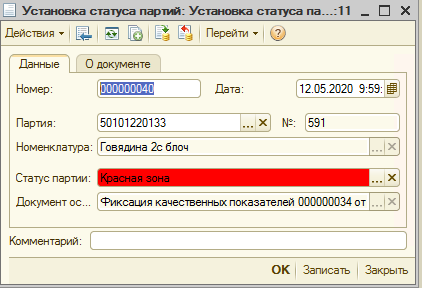 Установка статуса партий: Установка статуса па...:11
Действия Перейти
Данные О документе
Номер: 000000040 Дата: 12.05.2020 9:59:
Партия: 50101220133 ... №: 591
Номенклатура: Говядина 2с блоч ...
Статус партии: Красная зона ...
Документ ос... Фиксация качественных показателей 000000034 от ...
Комментарий:
OK Записать Закрыть